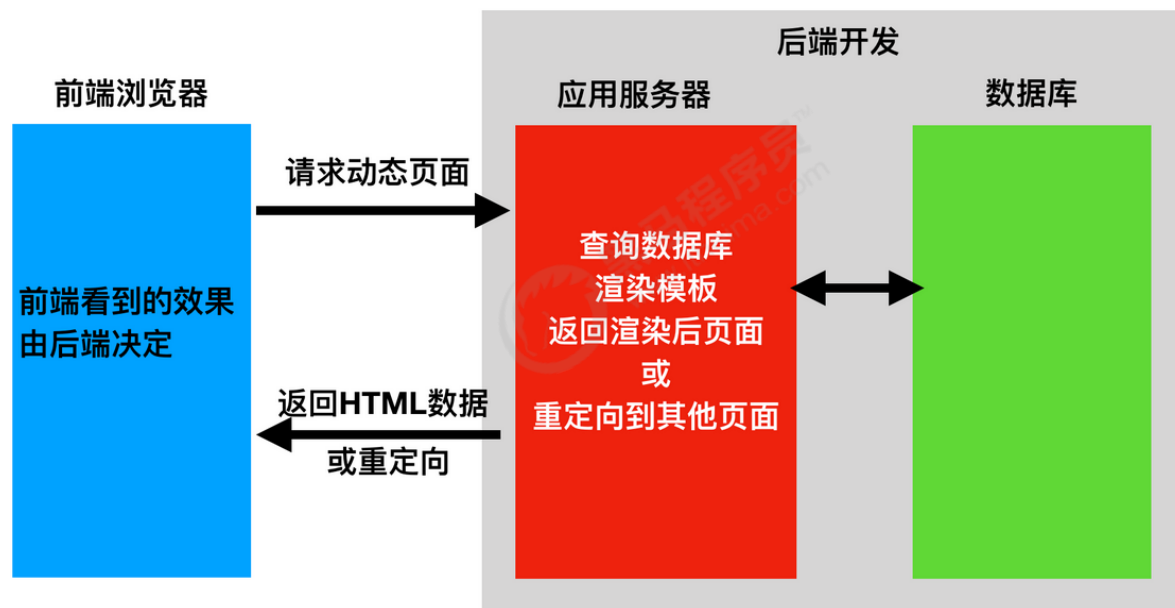 后端开发
前端浏览器
应用服务器
数据库
请求动态页面
前端看到的效果
由后端决定
查询数据库
渲染模板
返回渲染后页面
或
重定向到其他页面
返回HTML数据
或重定向